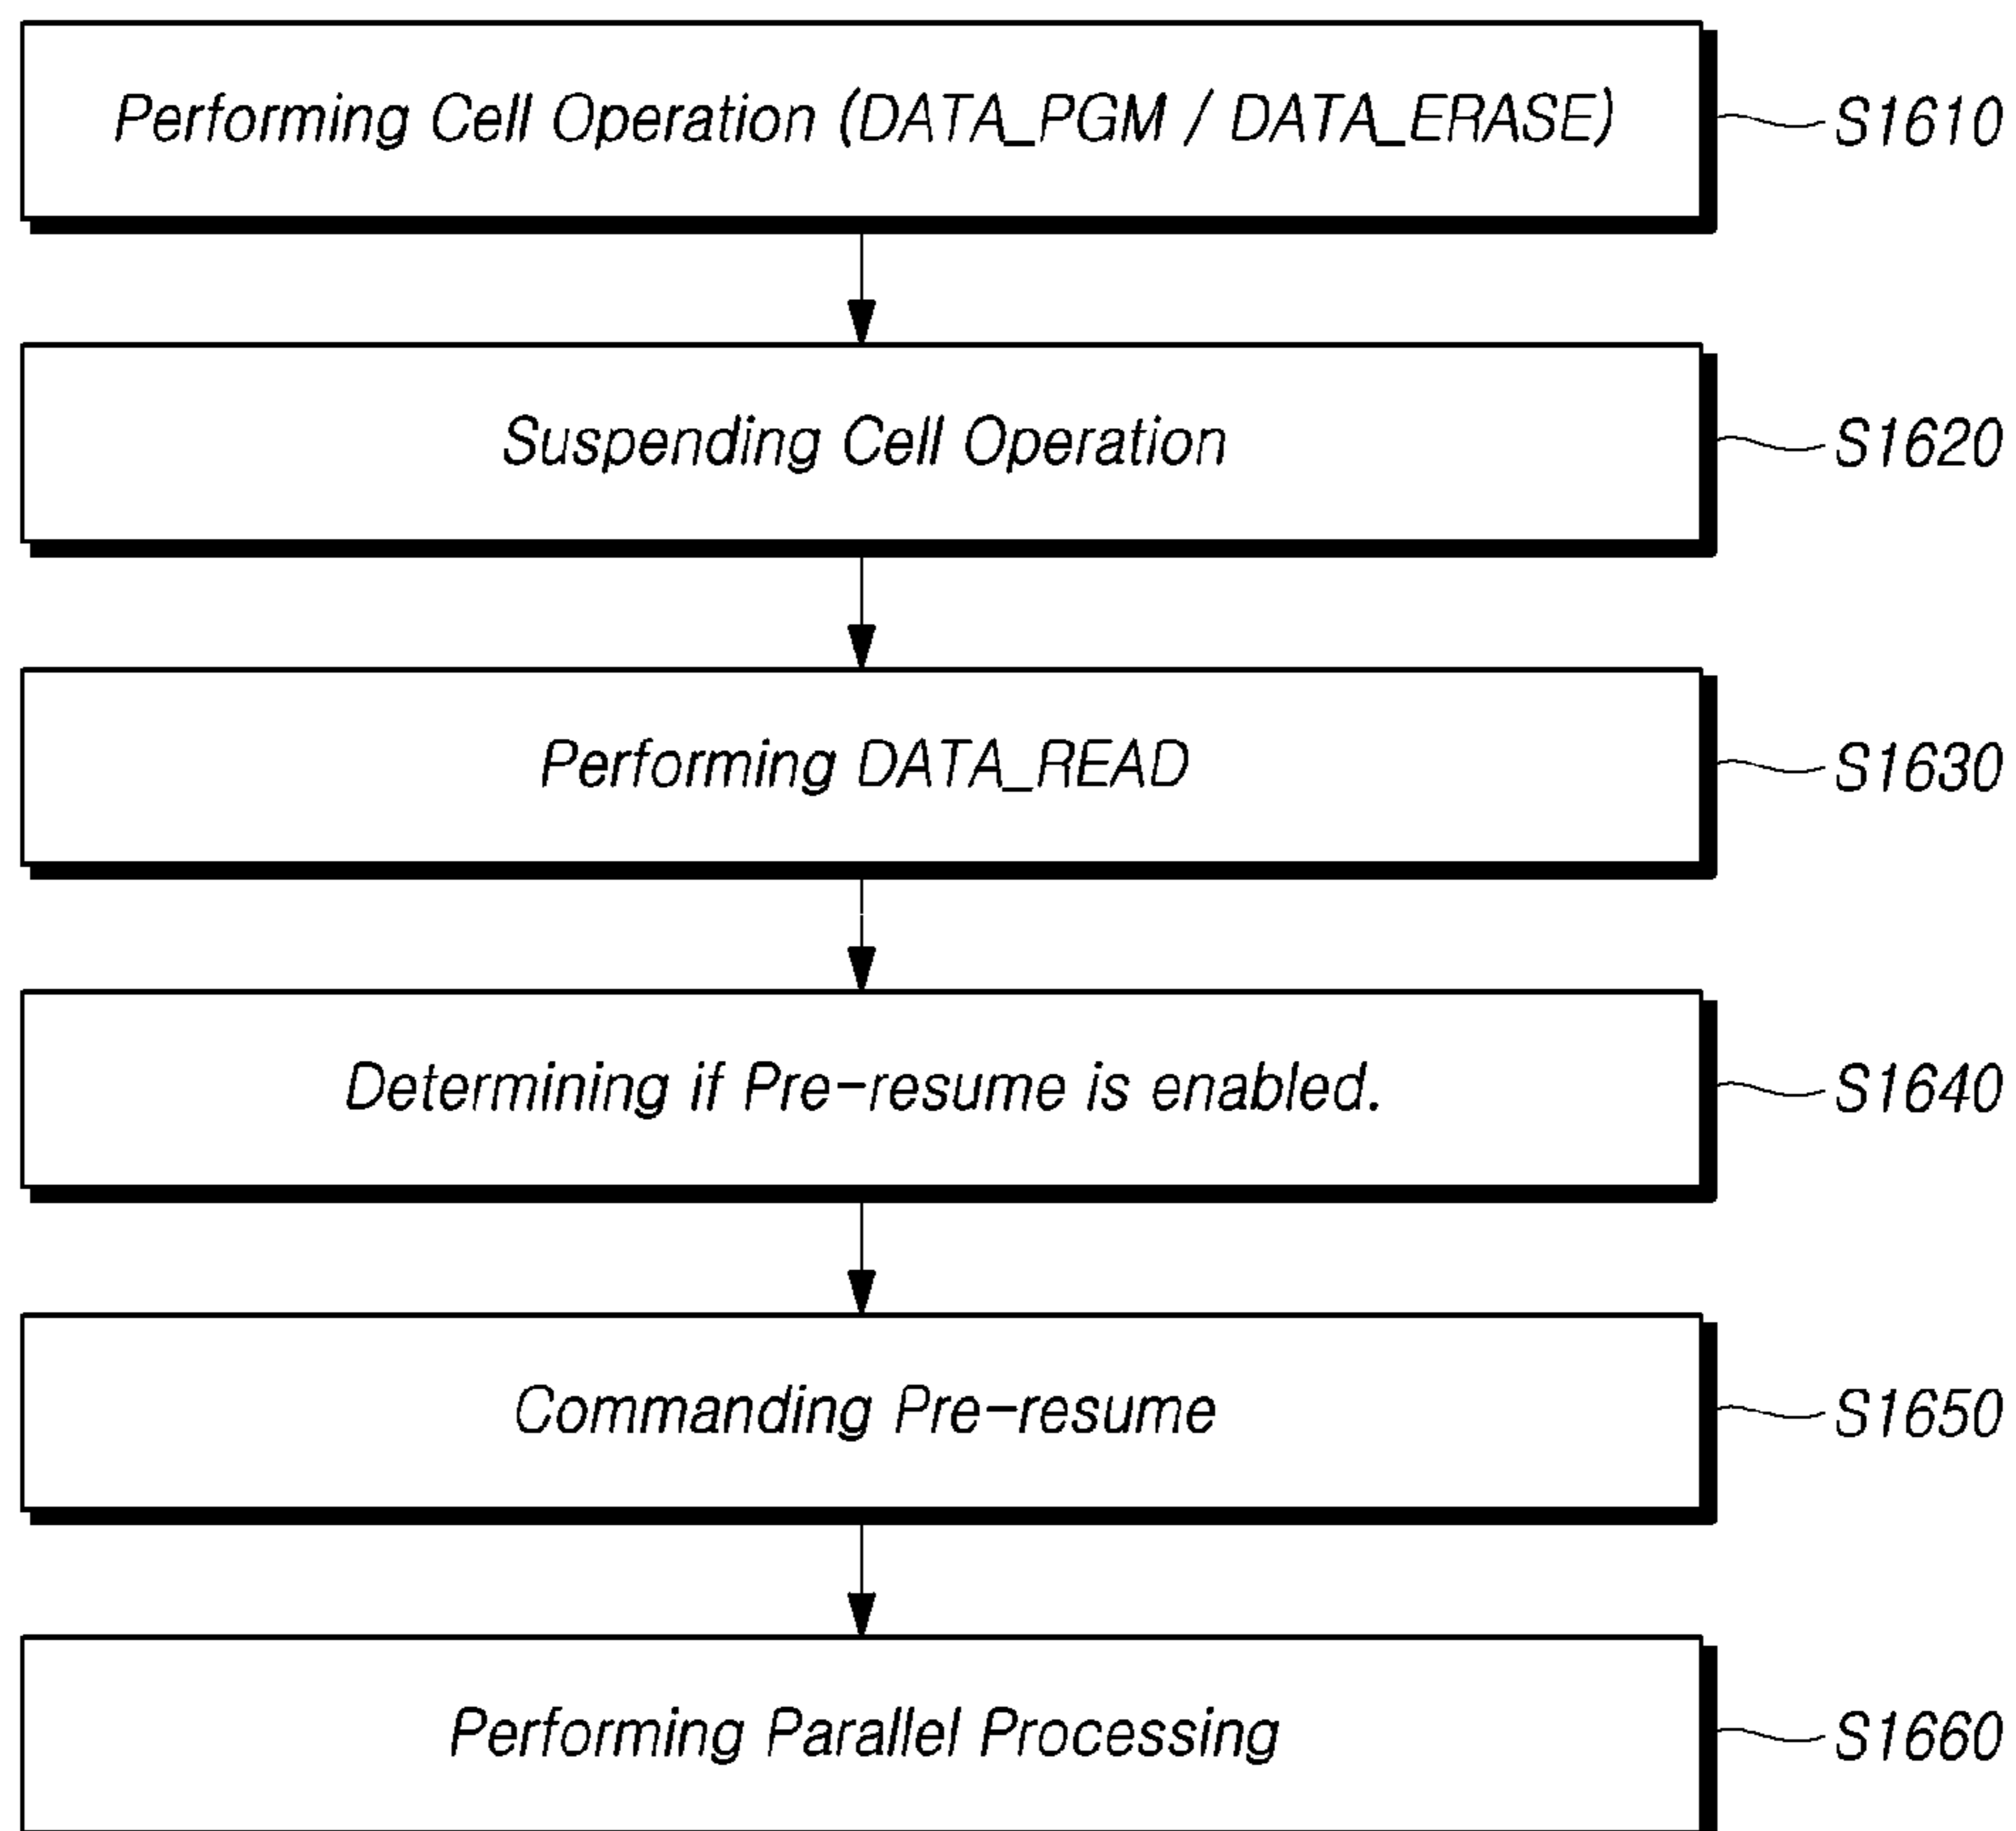 Performing Cell Operation (DATA_PGM / DATA_ERASE) S1610
Suspending Cell Operation S1620
Performing DATA_READ S1630
Determining if Pre-resume is enabled. S1640
Commanding Pre-resume S1650
Performing Parallel Processing S1660